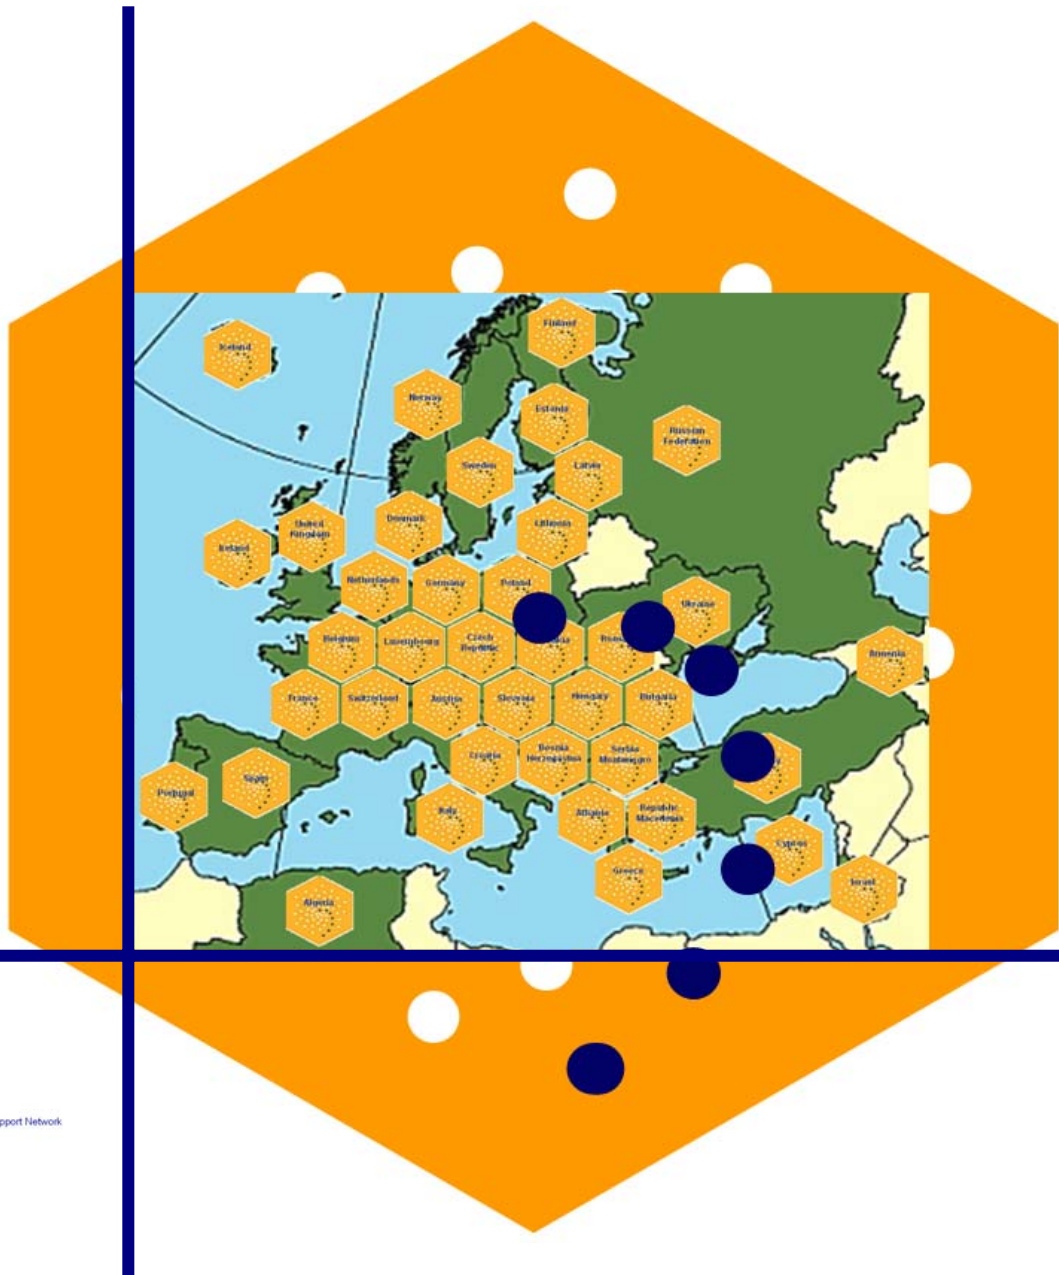 Finland
Iceland
Norway
Estonia
Russian
Federation
Sweden
Latvia
Denmark
United
Kingdom
Lithuania
Ireland
Netherlands
Germany
Poland
Ukraine
Belgium
Luxembourg
Czech
Republic
Armenia
France
Switzerland
Austria
Slovenia
Hungary
Bulgaria
Croatia
Bosnia
Herzegovina
Serbia
Montenegro
Spain
Portugal
Italy
Albania
Republic
Macedonia
Cyprus
Greece
Israel
Algeria
pport Network